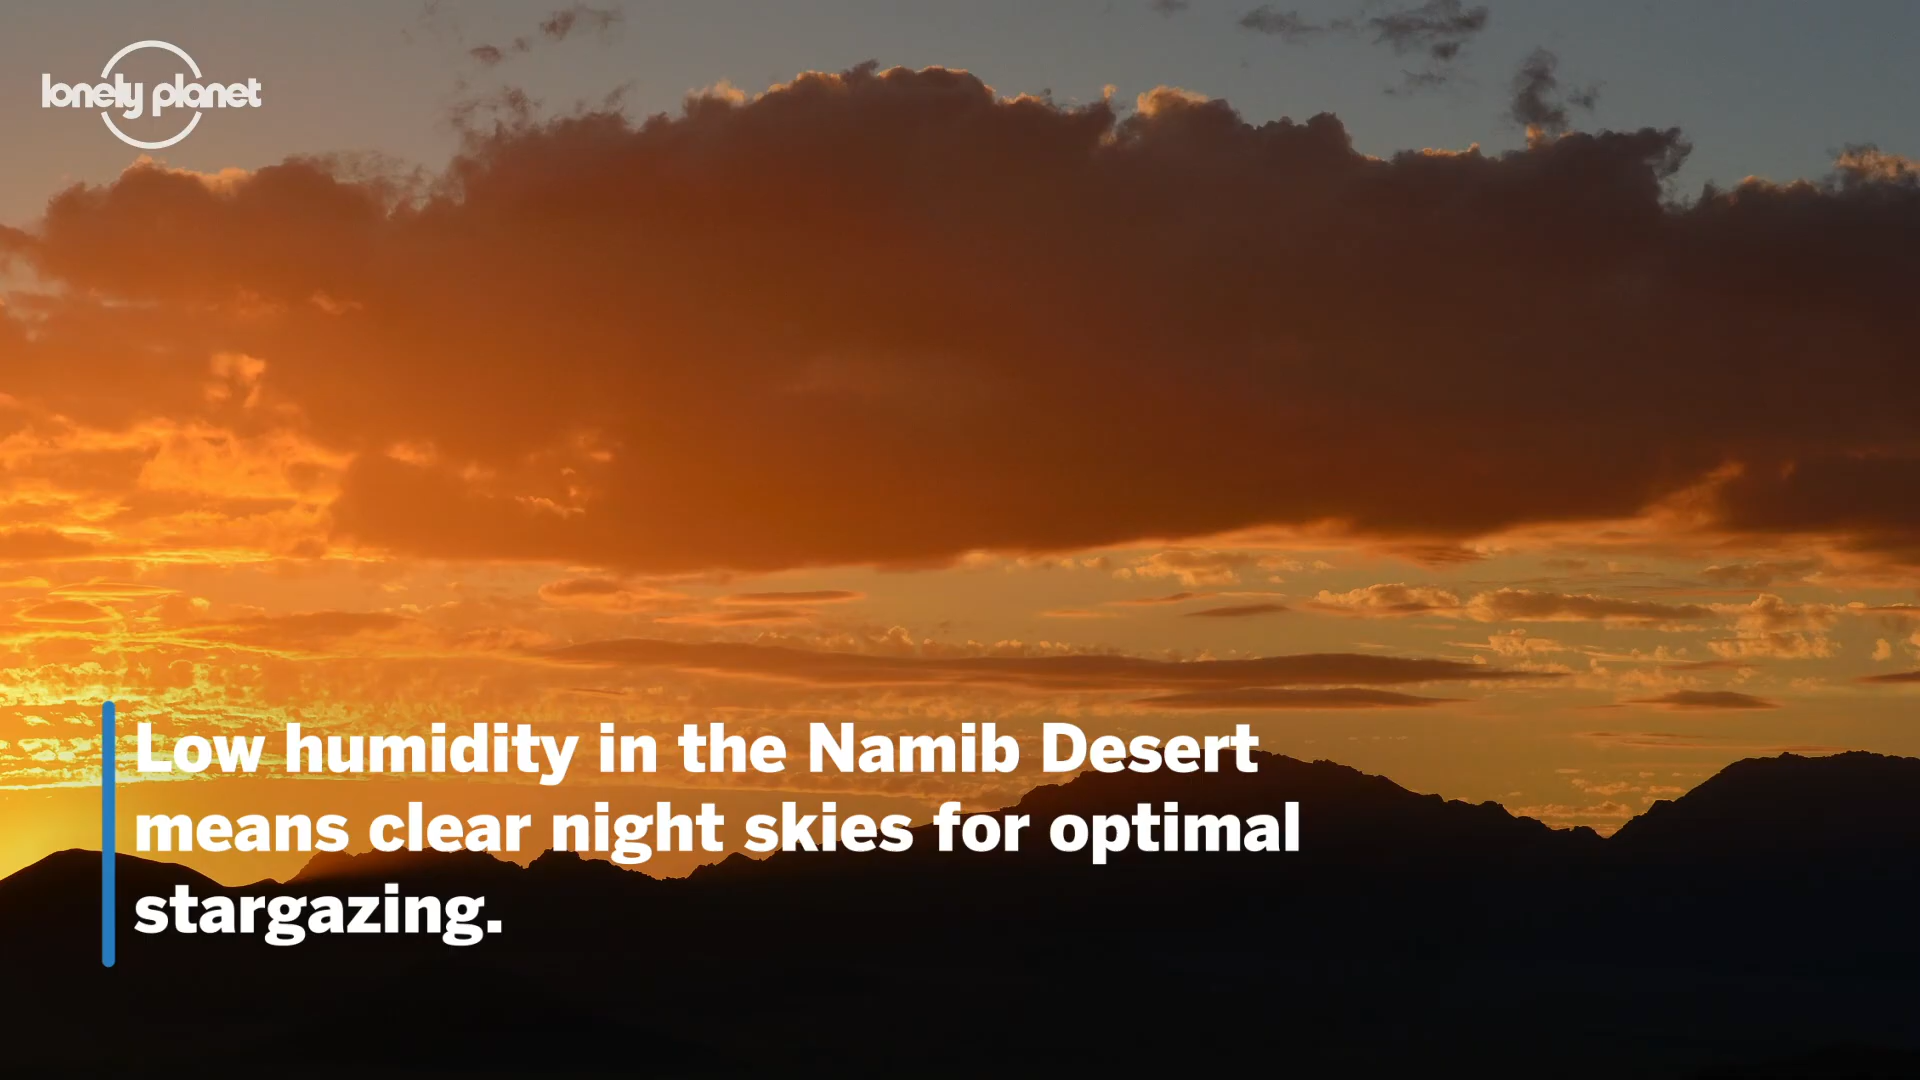 lonely planet
Low humidity in the Namib Desert
means clear night skies for optimal
stargazing.